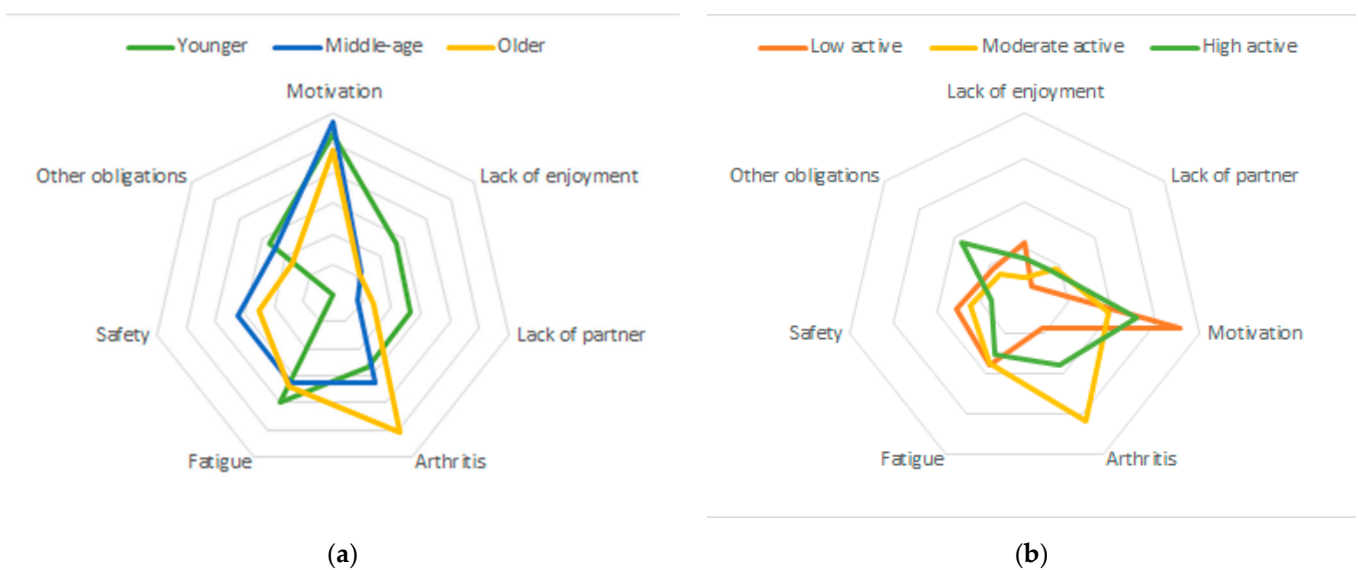 Younger Middle-age Older
Motivation
Other obligations
Lack of enjoyment
Safety
Lack of partner
Fatigue
Arthritis
(a)
Low active Moderate active High active
Lack of enjoyment
Other obligations
Lack of partner
Safety
Motivation
Fatigue
Arthritis
(b)